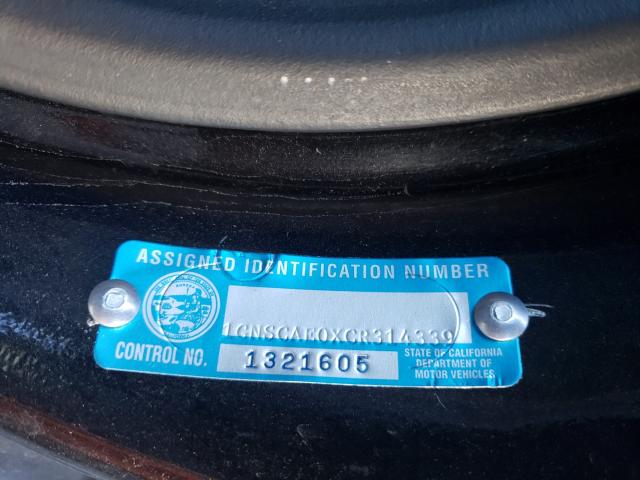 ASSIGNED IDENTIFICATION NUMBER
1GNSCAE0XCR314339
CONTROL NO. 1321605
STATE OF CALIFORNIA
DEPARTMENT OF
MOTOR VEHICLES